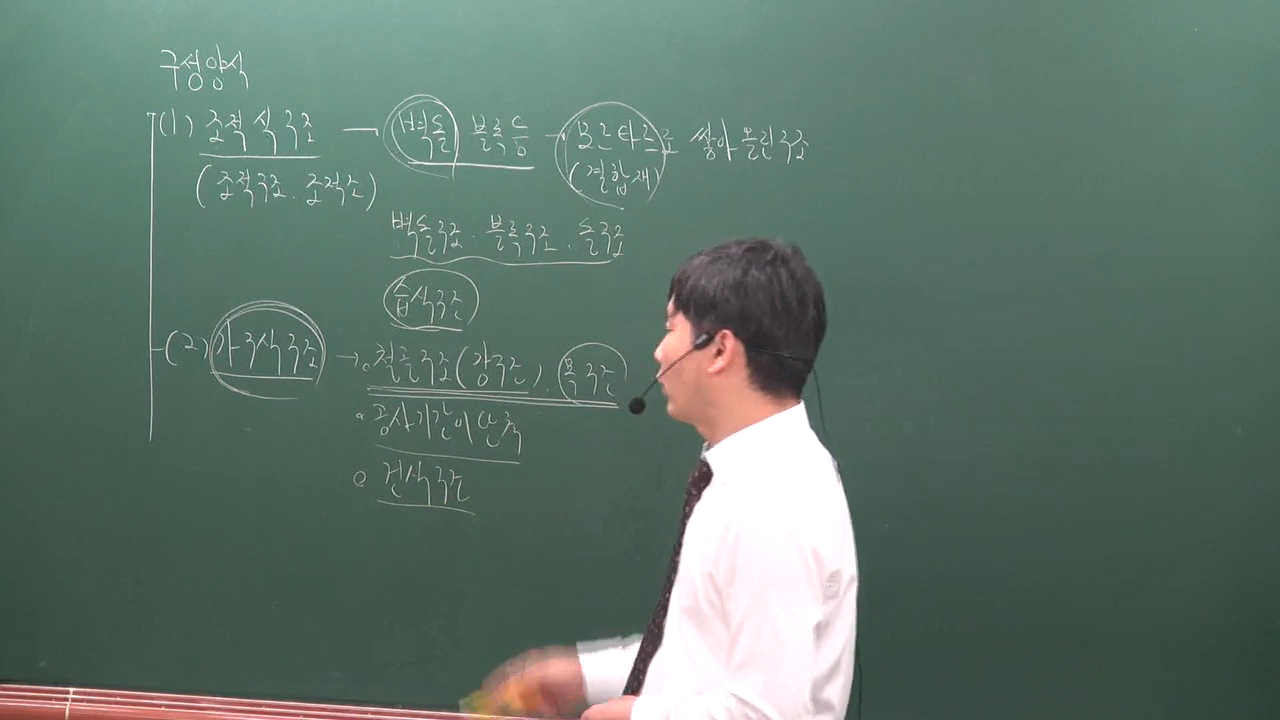 구성양식
(1) 조적식구조 — 벽돌 블록 등 → 모르타르로 쌓아올린 구조
(조적구조. 조적조) (결합재)
벽돌구조. 블록구조. 돌구조
습식구조
(2) 가구식구조 → 。철골구조(강구조). 목구조
。공사기간이 단축
。건식구조